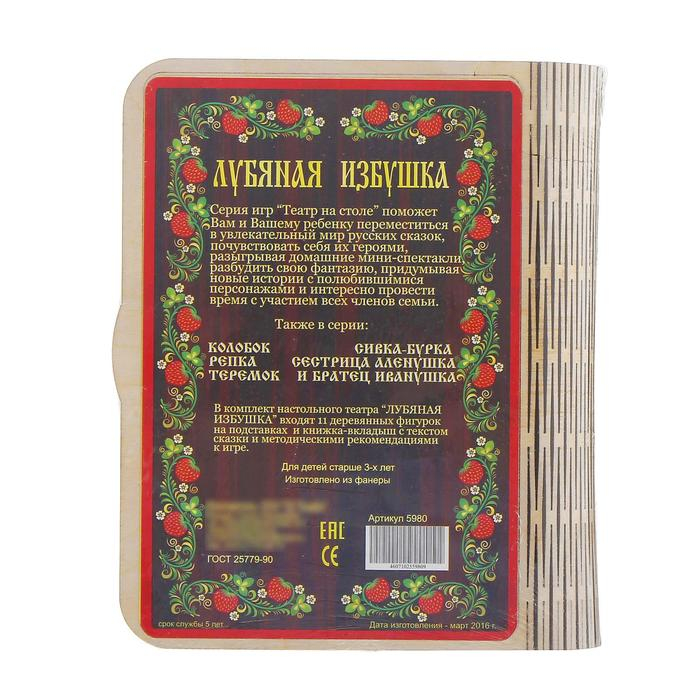 ЛУБЯНАЯ ИЗБУШКА
Серия игр “Театр на столе” поможет
Вам и Вашему ребенку переместиться
в увлекательный мир русских сказок,
почувствовать себя их героями,
разыгрывая домашние мини-спектакли,
разбудить свою фантазию, придумывая
новые истории с полюбившимися
персонажами и интересно провести
время с участием всех членов семьи.
Также в серии:
КОЛОБОК СИВКА-БУРКА
РЕПКА СЕСТРИЦА АЛЕНУШКА
ТЕРЕМОК И БРАТЕЦ ИВАНУШКА
В комплект настольного театра “ЛУБЯНАЯ
ИЗБУШКА” входят 11 деревянных фигурок
на подставках и книжка-вкладыш с текстом
сказки и методическими рекомендациями
к игре.
Для детей старше 3-х лет
Изготовлено из фанеры
Артикул 5980
EAC
CE
4607102559809
ГОСТ 25779-90
срок службы 5 лет
Дата изготовления - март 2016 г.